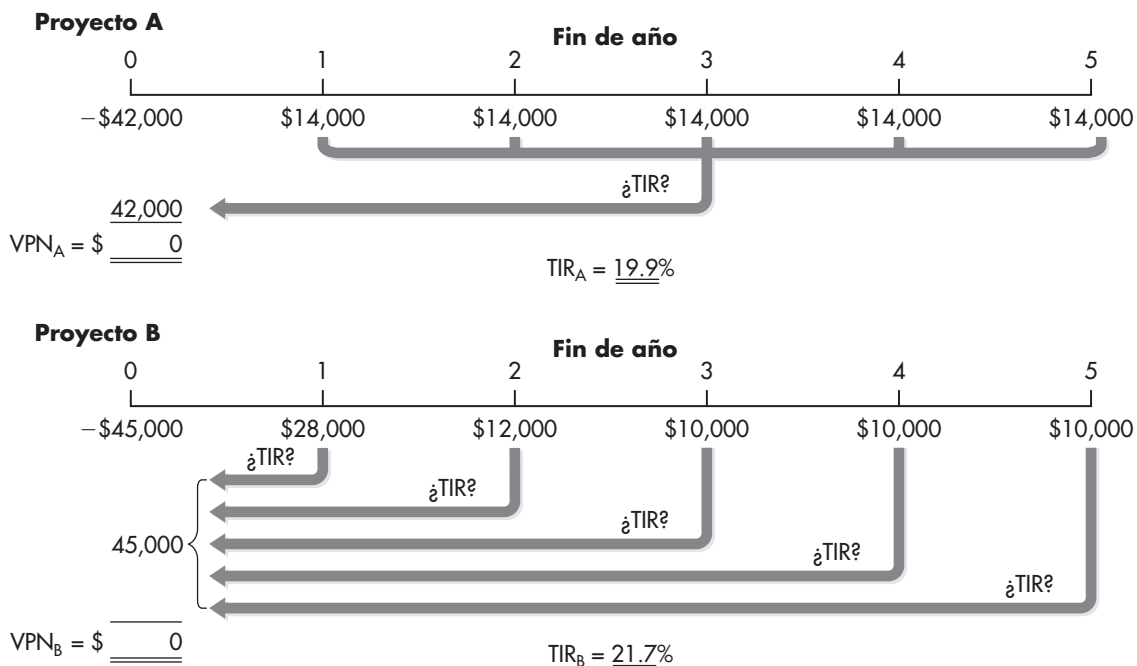 Proyecto A
Fin de año
0 1 2 3 4 5
−$42,000 $14,000 $14,000 $14,000 $14,000 $14,000
¿TIR?
42,000
VPNA = $ 0
TIRA = 19.9%
Proyecto B
Fin de año
0 1 2 3 4 5
−$45,000 $28,000 $12,000 $10,000 $10,000 $10,000
¿TIR?
¿TIR?
¿TIR?
45,000
¿TIR?
¿TIR?
VPNB = $ 0
TIRB = 21.7%